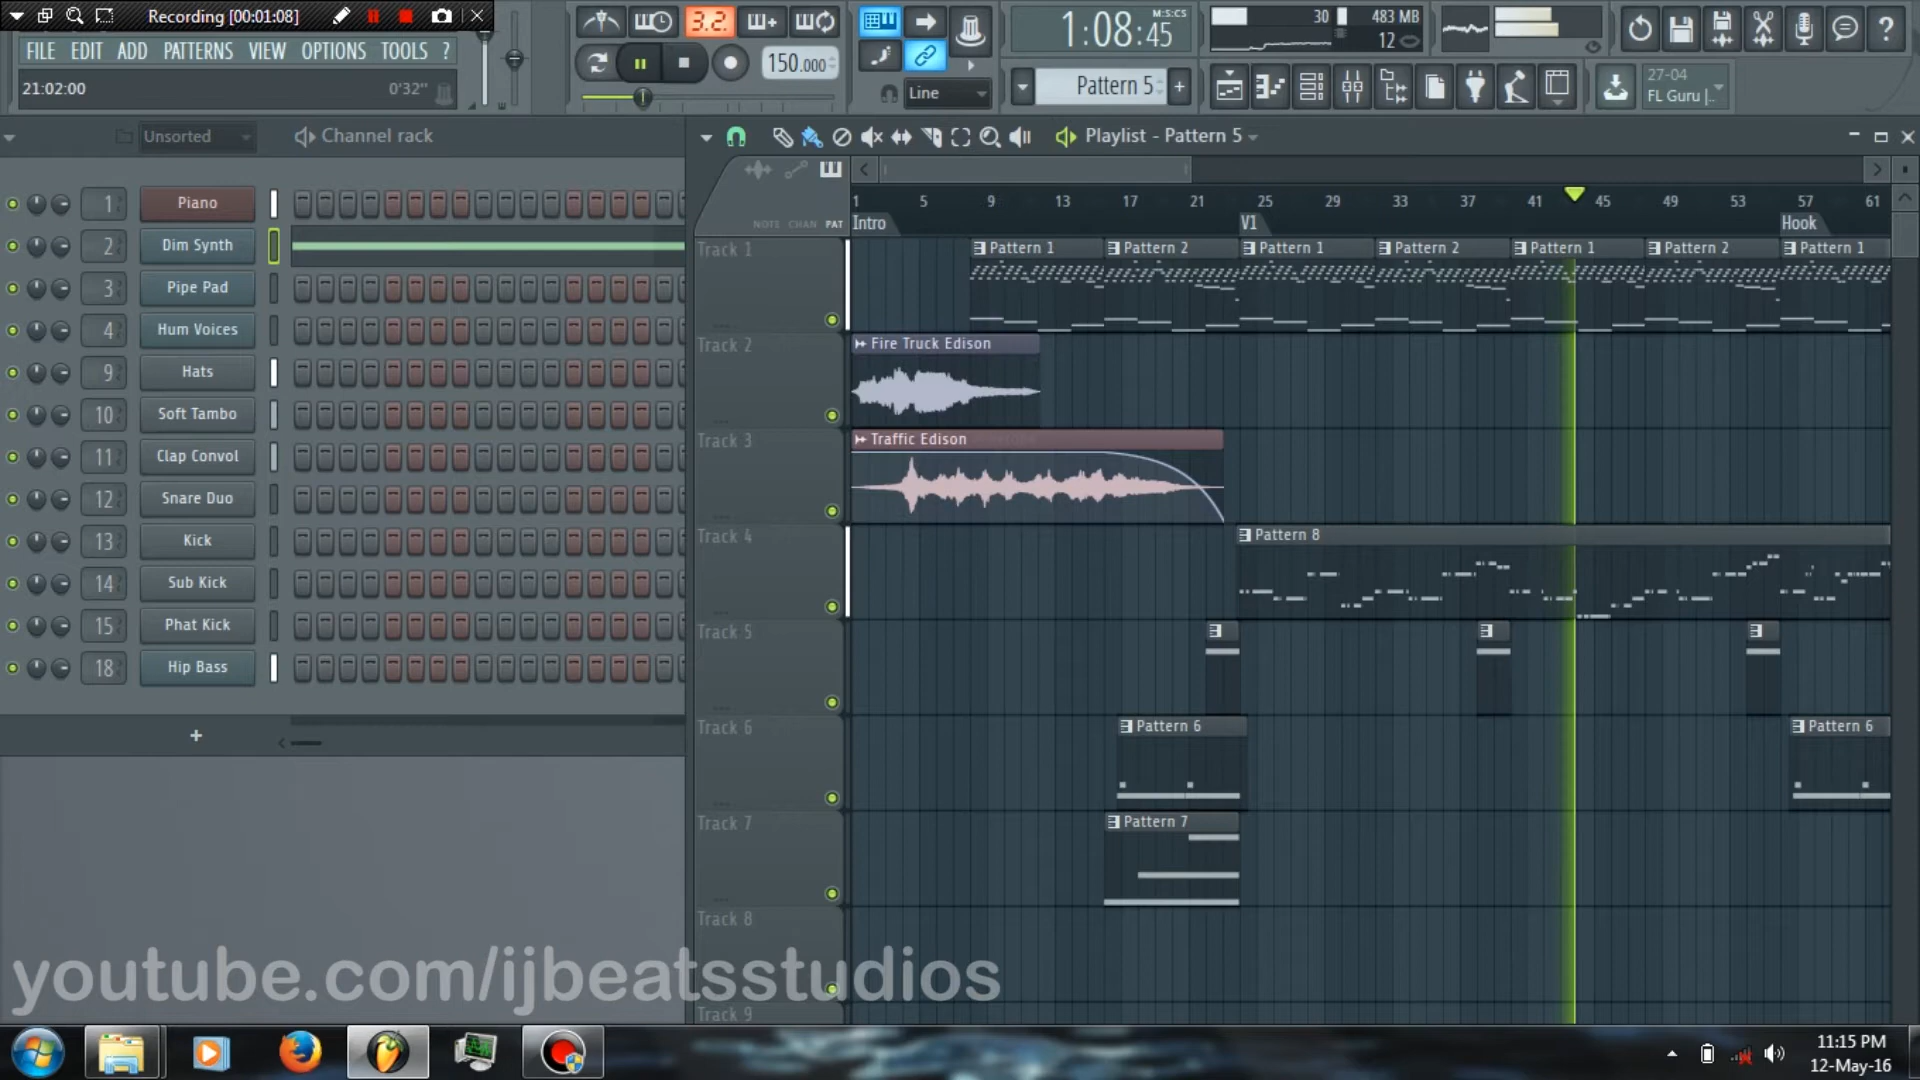 Recording [00:01:08]
FILE EDIT ADD PATTERNS VIEW OPTIONS TOOLS ?
21:02:00 0'32"
3.2.
150.000
1:08:45
M:S:CS
Line
Pattern 5
+
30
483 MB
12
27-04
FL Guru |..
?
Unsorted
Channel rack
1 Piano
2 Dim Synth
3 Pipe Pad
4 Hum Voices
9 Hats
10 Soft Tambo
11 Clap Convol
12 Snare Duo
13 Kick
14 Sub Kick
15 Phat Kick
18 Hip Bass
+
Playlist - Pattern 5
NOTE CHAN PAT
1 5 9 13 17 21 25 29 33 37 41 45 49 53 57 61
Intro V1 Hook
Track 1
Pattern 1 Pattern 2 Pattern 1 Pattern 2 Pattern 1 Pattern 2 Pattern 1
Track 2
Fire Truck Edison
Track 3
Traffic Edison
Track 4
Pattern 8
Track 5
Track 6
Pattern 6 Pattern 6
Track 7
Pattern 7
Track 8
Track 9
youtube.com/ijbeatsstudios
11:15 PM
12-May-16